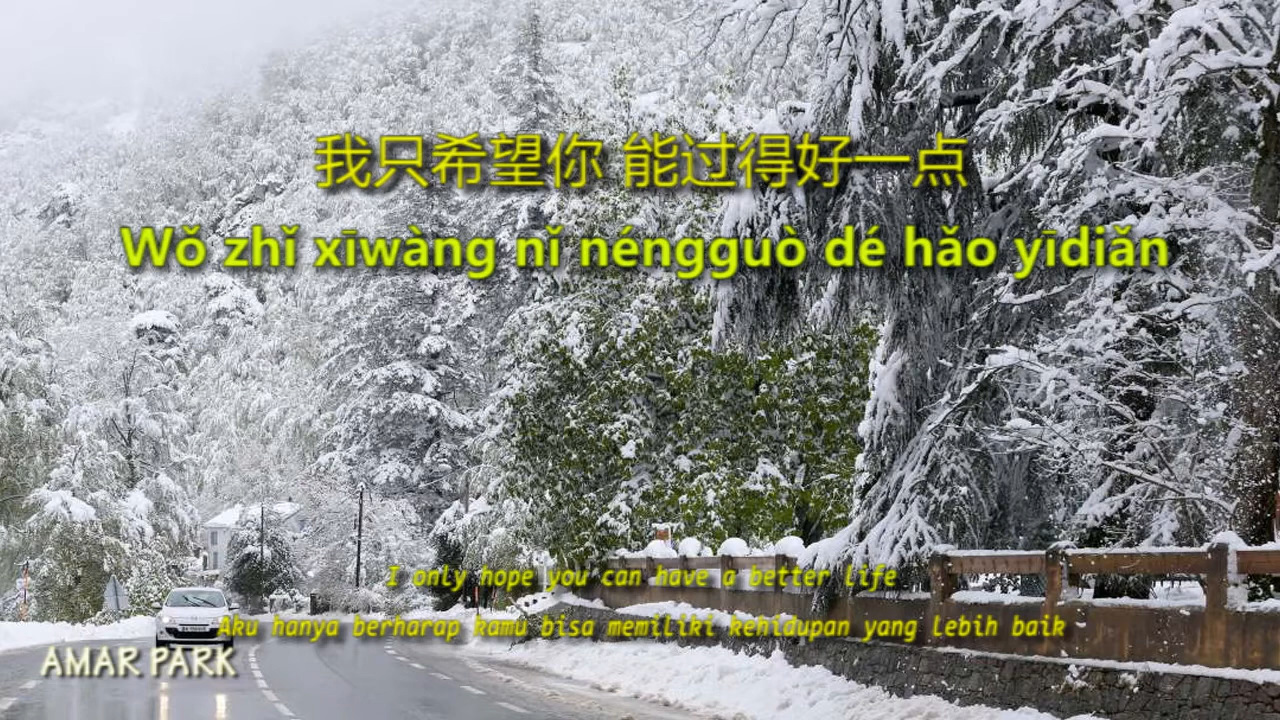 我只希望你 能过得好一点
Wǒ zhǐ xīwàng nǐ néngguò dé hǎo yīdiǎn
I only hope you can have a better life
Aku hanya berharap kamu bisa memiliki kehidupan yang lebih baik
AMAR PARK